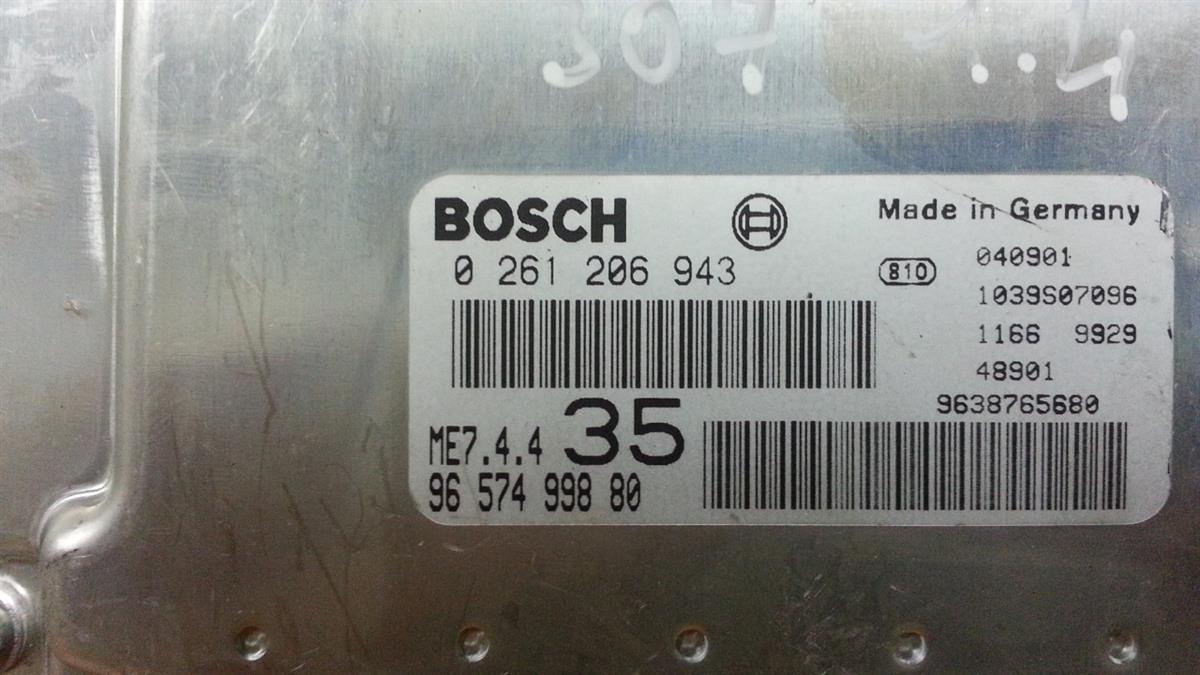 307 1.4
BOSCH
Made in Germany
0 261 206 943
810
040901
1039S07096
1166 9929
48901
9638765680
ME7.4.4 35
96 574 998 80